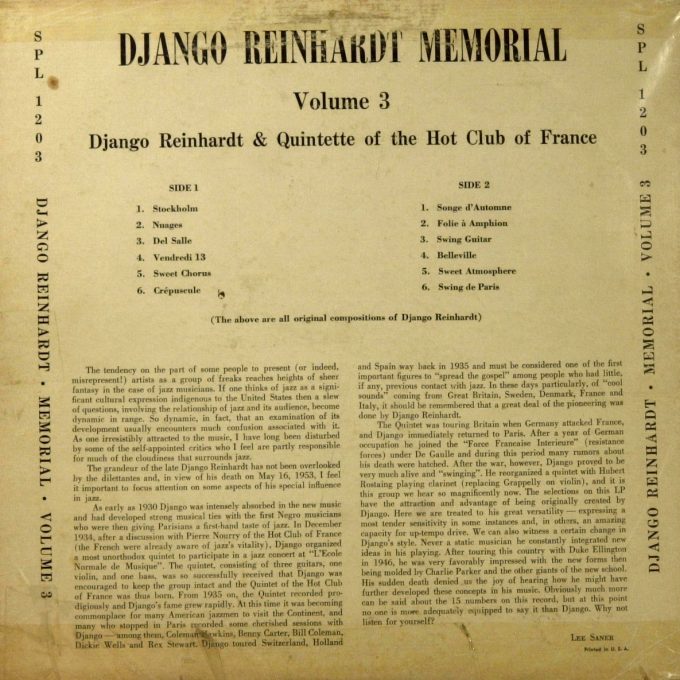 DJANGO REINHARDT MEMORIAL
Volume 3
Django Reinhardt & Quintette of the Hot Club of France
SPL 1203 DJANGO REINHARDT • MEMORIAL • VOLUME 3
SIDE 1
1. Stockholm
2. Nuages
3. Del Salle
4. Vendredi 13
5. Sweet Chorus
6. Crépuscule
SIDE 2
1. Songe d'Automne
2. Folie à Amphion
3. Swing Guitar
4. Belleville
5. Sweet Atmosphere
6. Swing de Paris
(The above are all original compositions of Django Reinhardt)
The tendency on the part of some people to present (or indeed,
misrepresent!) artists as a group of freaks reaches heights of sheer
fantasy in the case of jazz musicians. If one thinks of jazz as a signi-
ficant cultural expression indigenous to the United States then a slew
of questions, involving the relationship of jazz and its audience, become
dynamic in range. So dynamic, in fact, that an examination of its
development usually encounters much confusion associated with it.
As one irresistibly attracted to the music, I have long been disturbed
by some of the self-appointed critics who I feel are partly responsible
for much of the cloudiness that surrounds jazz.
The grandeur of the late Django Reinhardt has not been overlooked
by the dilettantes and, in view of his death on May 16, 1953, I feel
it important to focus attention on some aspects of his special influence
in jazz.
As early as 1930 Django was intensely absorbed in the new music
and had developed strong musical ties with the first Negro musicians
who were then giving Parisians a first-hand taste of jazz. In December
1934, after a discussion with Pierre Nourry of the Hot Club of France
(the French were already aware of jazz's vitality), Django organized
a most unorthodox quintet to participate in a jazz concert at "L'Ecole
Normale de Musique". The quintet, consisting of three guitars, one
violin, and one bass, was so successfully received that Django was
encouraged to keep the group intact and the Quintet of the Hot Club
of France was thus born. From 1935 on, the Quintet recorded pro-
digiously and Django's fame grew rapidly. At this time it was becoming
commonplace for many American jazzmen to visit the Continent, and
many who stopped in Paris recorded some cherished sessions with
Django — among them, Coleman Hawkins, Benny Carter, Bill Coleman,
Dickie Wells and Rex Stewart. Django toured Switzerland, Holland
and Spain way back in 1935 and must be considered one of the first
important figures to "spread the gospel" among people who had little,
if any, previous contact with jazz. In these days particularly, of "cool
sounds" coming from Great Britain, Sweden, Denmark, France and
Italy, it should be remembered that a great deal of the pioneering was
done by Django Reinhardt.
The Quintet was touring Britain when Germany attacked France,
and Django immediately returned to Paris. After a year of German
occupation he joined the "Force Francaise Interieure" (resistance
forces) under De Gaulle and during this period many rumors about
his death were hatched. After the war, however, Django proved to be
very much alive and "swinging". He reorganized a quintet with Hubert
Rostaing playing clarinet (replacing Grappelly on violin), and it is
this group we hear so magnificently now. The selections on this LP
have the attraction and advantage of being originally created by
Django. Here we are treated to his great versatility — expressing a
most tender sensitivity in some instances and, in others, an amazing
capacity for up-tempo drive. We can also witness a certain change in
Django's style. Never a static musician be constantly integrated new
ideas in his playing. After touring this country with Duke Ellington
in 1946, he was very favorably impressed with the new forms then
being molded by Charlie Parker and the other giants of the new school.
His sudden death denied us the joy of hearing how he might have
further developed these concepts in his music. Obviously much more
can be said about the 15 numbers on this record, but at this point
no one is more adequately equipped to say it than Django. Why not
listen for yourself?
LEE SANER
Printed in U. S. A.
SPL 1203 DJANGO REINHARDT • MEMORIAL • VOLUME 3